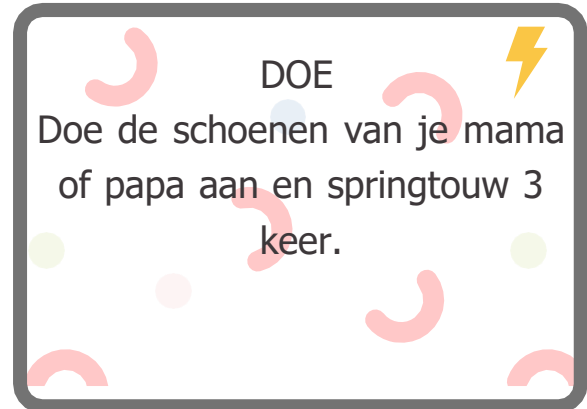 DOE
Doe de schoenen van je mama
of papa aan en springtouw 3
keer.